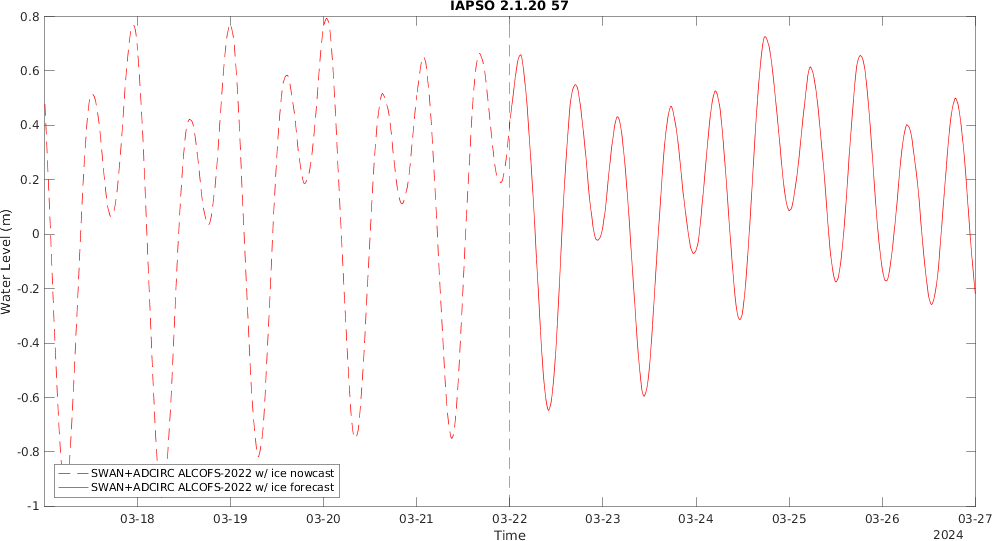 IAPSO 2.1.20 57
Water Level (m)
0.8
0.6
0.4
0.2
0
-0.2
-0.4
-0.6
-0.8
-1
SWAN+ADCIRC ALCOFS-2022 w/ ice nowcast
SWAN+ADCIRC ALCOFS-2022 w/ ice forecast
03-18 03-19 03-20 03-21 03-22 03-23 03-24 03-25 03-26 03-27
Time
2024